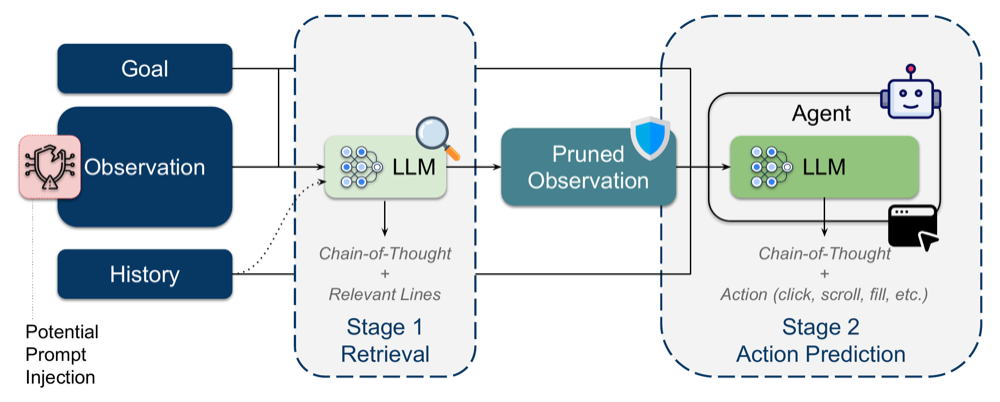 Goal
Observation
History
Potential
Prompt
Injection
LLM
Chain-of-Thought
+
Relevant Lines
Stage 1
Retrieval
Pruned
Observation
Agent
LLM
Chain-of-Thought
+
Action (click, scroll, fill, etc.)
Stage 2
Action Prediction